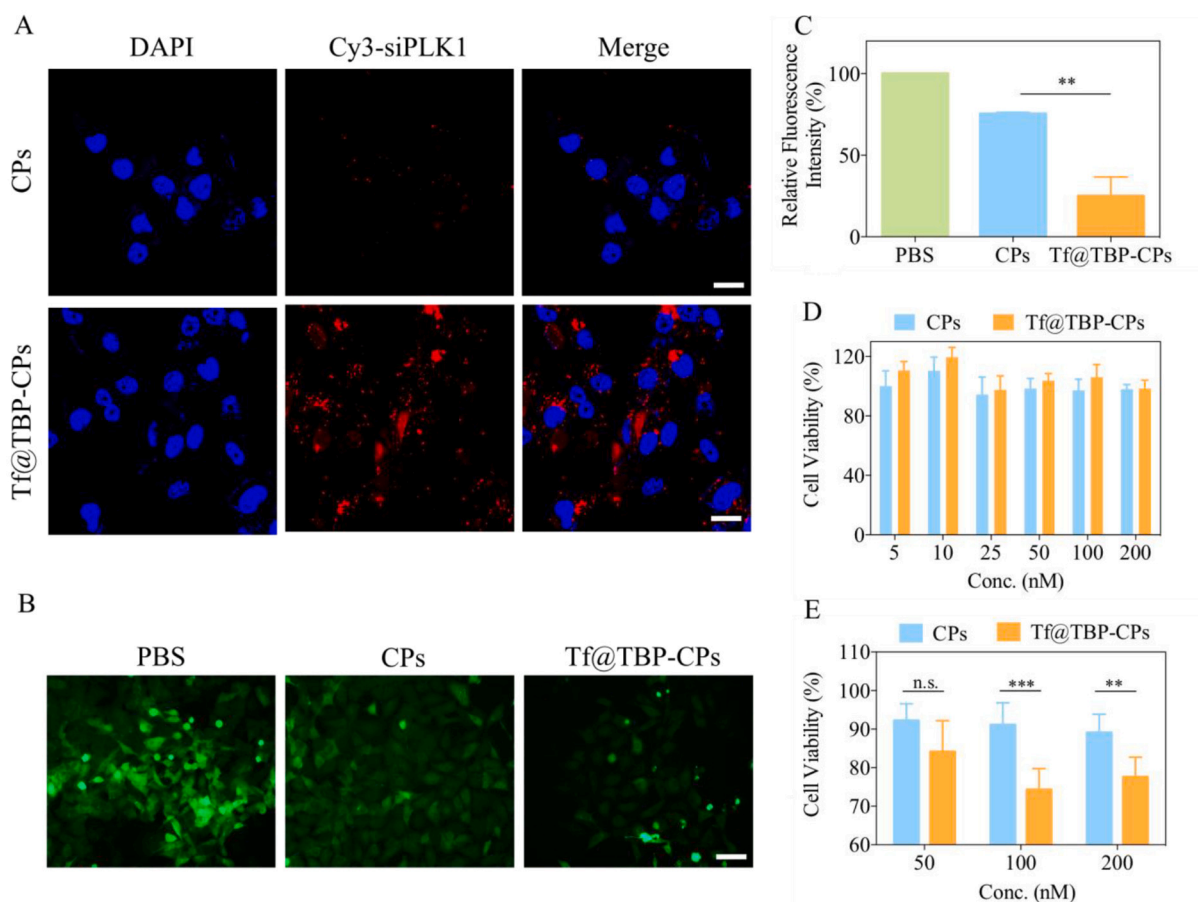 A
DAPI
Cy3-siPLK1
Merge
CPs
Tf@TBP-CPs
B
PBS
CPs
Tf@TBP-CPs
C
Relative Fluorescence
Intensity (%)
100
50
0
**
PBS
CPs
Tf@TBP-CPs
D
CPs
Tf@TBP-CPs
Cell Viability (%)
120
80
40
0
5
10
25
50
100
200
Conc. (nM)
E
CPs
Tf@TBP-CPs
Cell Viability (%)
110
100
90
80
70
60
n.s.
***
**
50
100
200
Conc. (nM)